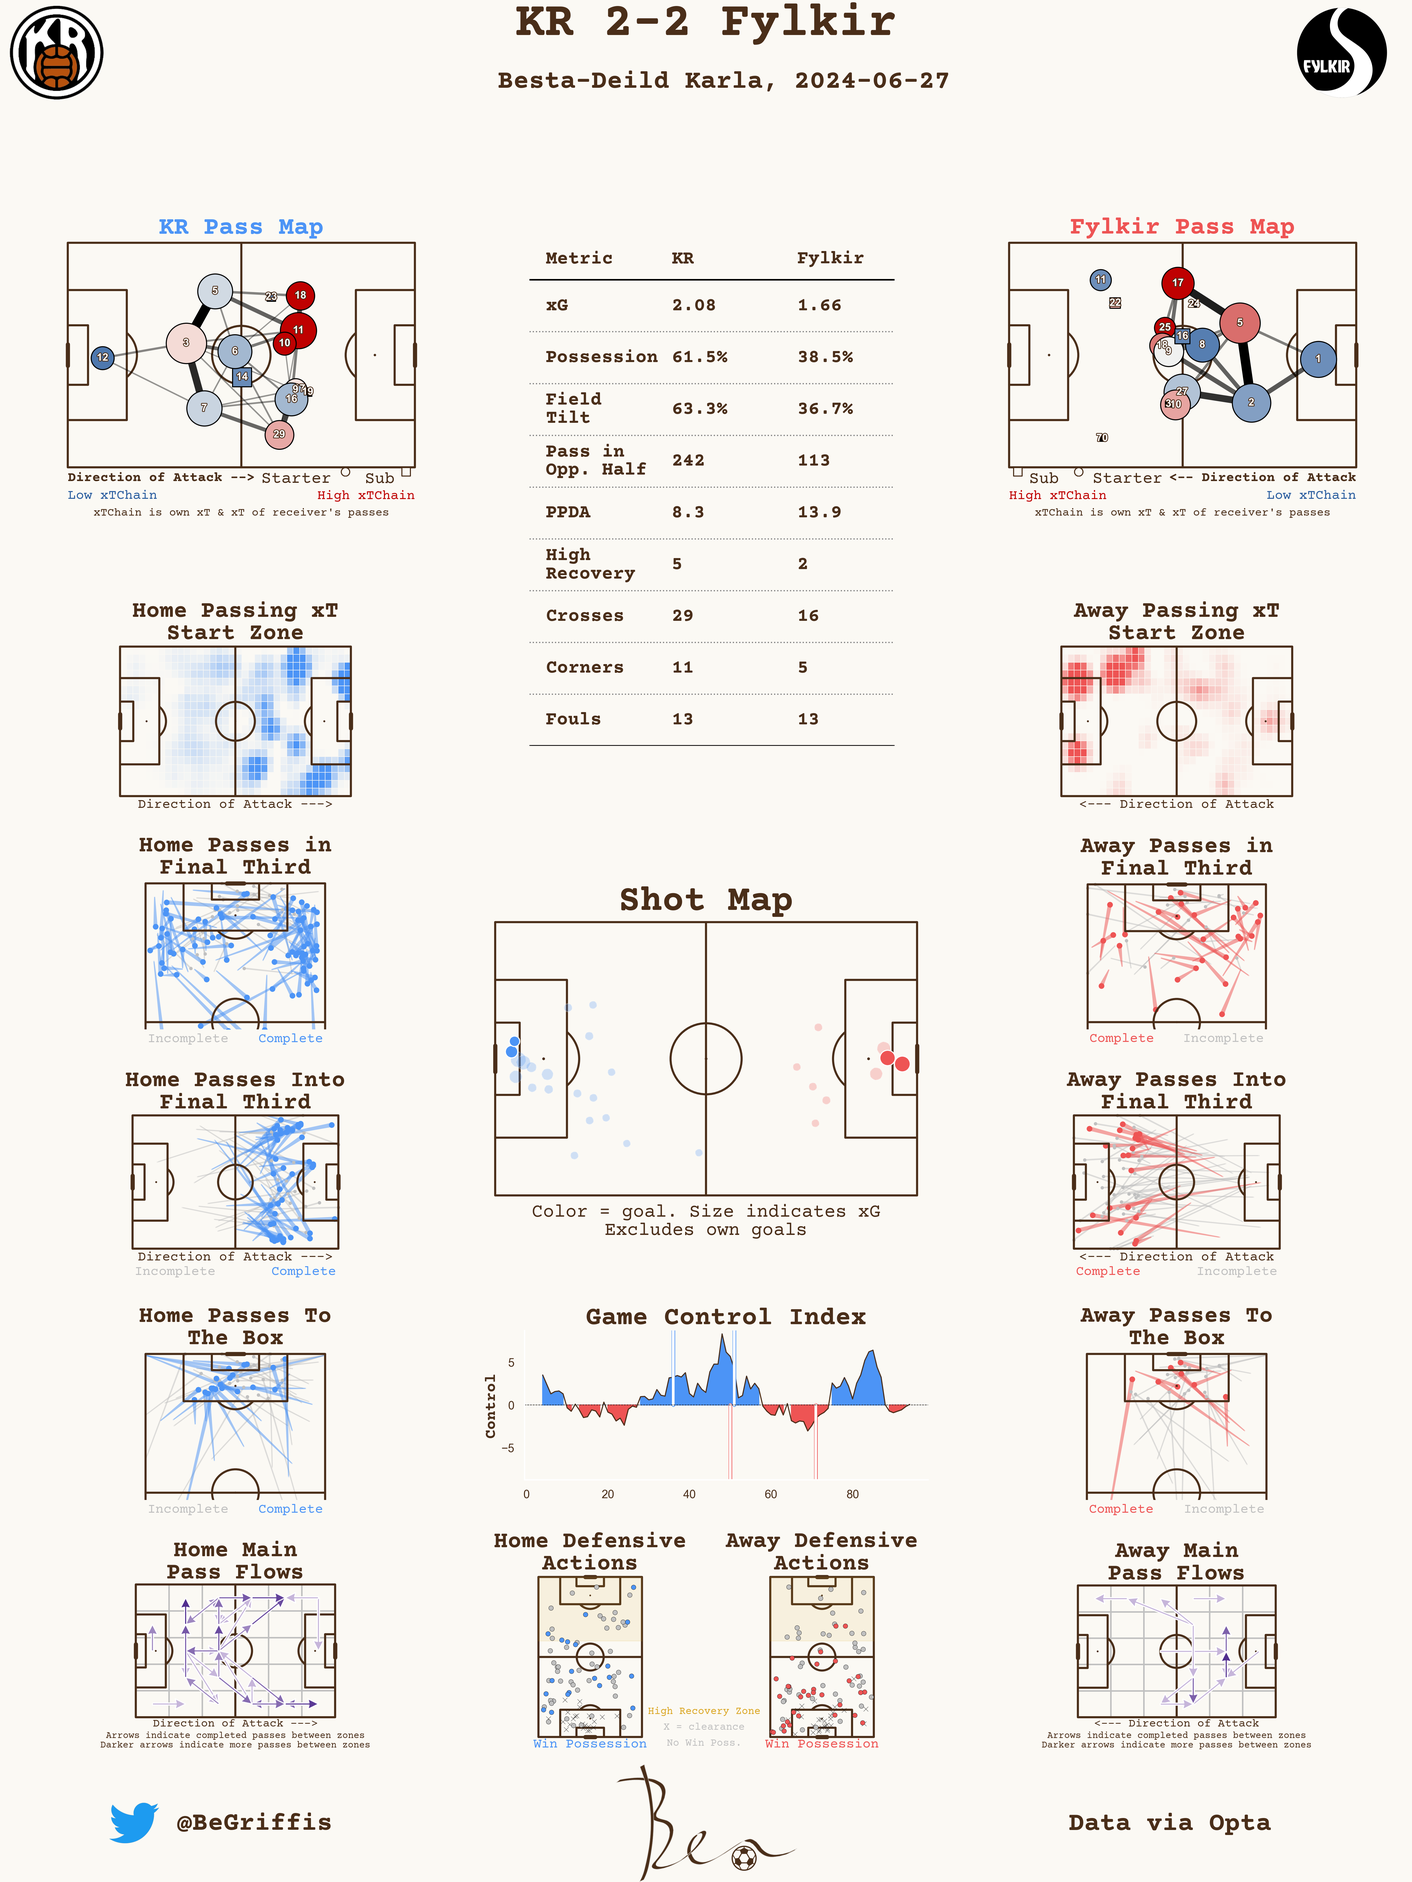 KR 2-2 Fylkir
Besta-Deild Karla, 2024-06-27
KR
FYLKIR
KR Pass Map
5
23
18
3
11
10
6
12
14
16
19
7
29
Direction of Attack --> Starter Sub
Low xTChain High xTChain
xTChain is own xT & xT of receiver's passes
Metric KR Fylkir
xG 2.08 1.66
Possession 61.5% 38.5%
Field
Tilt 63.3% 36.7%
Pass in
Opp. Half 242 113
PPDA 8.3 13.9
High
Recovery 5 2
Crosses 29 16
Corners 11 5
Fouls 13 13
Fylkir Pass Map
11
17
22
24
25
5
16
8
18
9
1
27
2
10
70
Sub Starter <-- Direction of Attack
High xTChain Low xTChain
xTChain is own xT & xT of receiver's passes
Home Passing xT
Start Zone
Direction of Attack --->
Away Passing xT
Start Zone
<--- Direction of Attack
Home Passes in
Final Third
Incomplete Complete
Away Passes in
Final Third
Complete Incomplete
Shot Map
Color = goal. Size indicates xG
Excludes own goals
Home Passes Into
Final Third
Direction of Attack --->
Incomplete Complete
Away Passes Into
Final Third
<--- Direction of Attack
Complete Incomplete
Home Passes To
The Box
Incomplete Complete
Game Control Index
Control
5
0
−5
0 20 40 60 80
Away Passes To
The Box
Complete Incomplete
Home Main
Pass Flows
Direction of Attack --->
Arrows indicate completed passes between zones
Darker arrows indicate more passes between zones
Home Defensive
Actions
Win Possession
High Recovery Zone
X = clearance
No Win Poss.
Away Defensive
Actions
Win Possession
Away Main
Pass Flows
<--- Direction of Attack
Arrows indicate completed passes between zones
Darker arrows indicate more passes between zones
@BeGriffis
Ben
Data via Opta